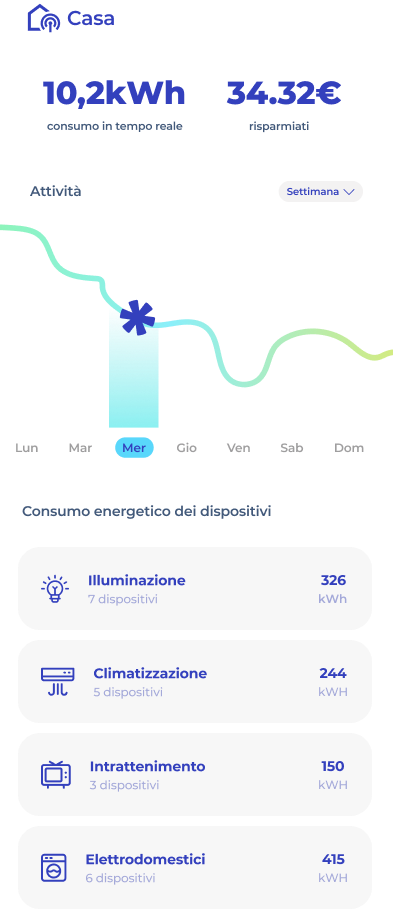 Casa
10,2kWh 34.32€
consumo in tempo reale risparmiati
Attività Settimana
Lun Mar Mer Gio Ven Sab Dom
Consumo energetico dei dispositivi
Illuminazione 326
7 dispositivi kWh
Climatizzazione 244
5 dispositivi kWH
Intrattenimento 150
3 dispositivi kWH
Elettrodomestici 415
6 dispositivi kWH